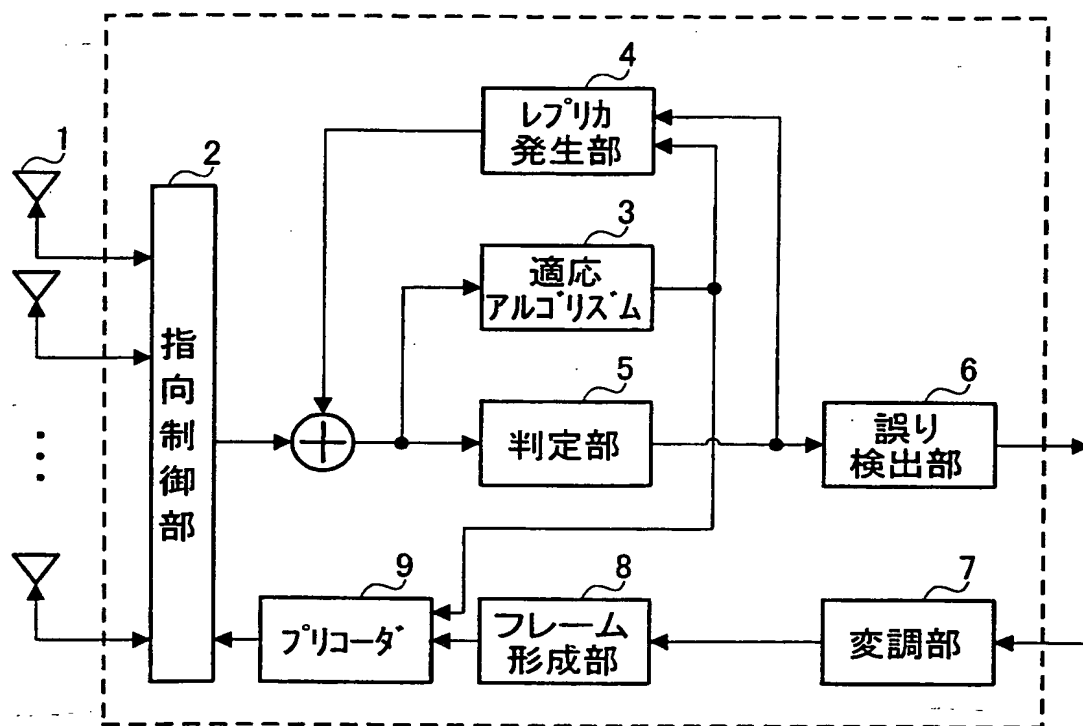 4
レプリカ
発生部
1
2
3
適応
アルゴリズム
指向制御部
5
判定部
6
誤り
検出部
9
プリコーダ
8
フレーム
形成部
7
変調部